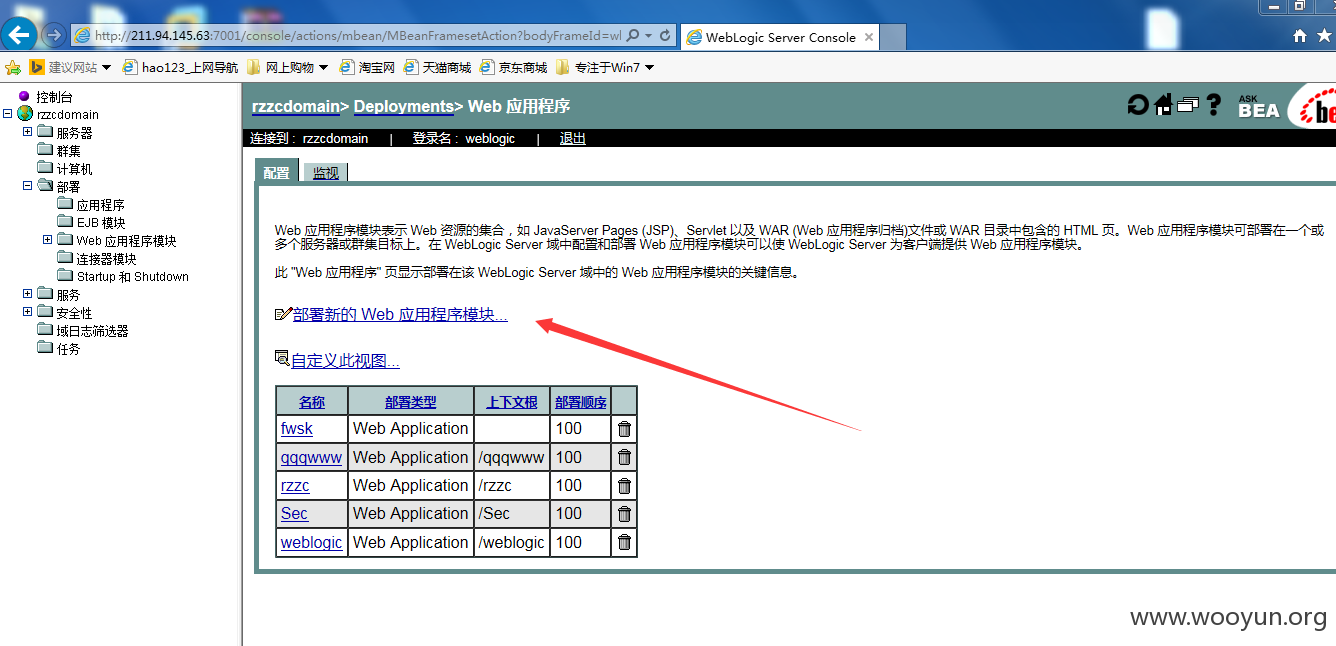 http://211.94.145.63:7001/console/actions/mbean/MBeanFramesetAction?bodyFrameId=wl
WebLogic Server Console
建议网站
hao123_上网导航
网上购物
淘宝网
天猫商城
京东商城
专注于Win7
控制台
rzzcdomain
服务器
群集
计算机
部署
应用程序
EJB 模块
Web 应用程序模块
连接器模块
Startup 和 Shutdown
服务
安全性
域日志筛选器
任务
rzzcdomain> Deployments> Web 应用程序
ASK
BEA
连接到 : rzzcdomain | 登录名 : weblogic | 退出
配置 监视
Web 应用程序模块表示 Web 资源的集合，如 JavaServer Pages (JSP)、Servlet 以及 WAR (Web 应用程序归档)文件或 WAR 目录中包含的 HTML 页。Web 应用程序模块可部署在一个或
多个服务器或群集目标上。在 WebLogic Server 域中配置和部署 Web 应用程序模块可以使 WebLogic Server 为客户端提供 Web 应用程序模块。
此 "Web 应用程序" 页显示部署在该 WebLogic Server 域中的 Web 应用程序模块的关键信息。
部署新的 Web 应用程序模块...
自定义此视图...
名称 部署类型 上下文根 部署顺序
fwsk Web Application 100
qqqwww Web Application /qqqwww 100
rzzc Web Application /rzzc 100
Sec Web Application /Sec 100
weblogic Web Application /weblogic 100
www.wooyun.org